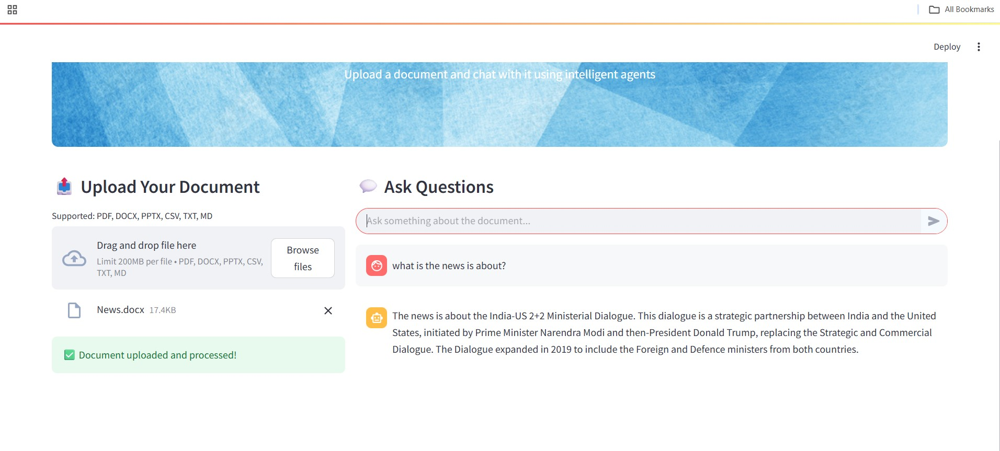 All Bookmarks
Deploy
Upload a document and chat with it using intelligent agents
Upload Your Document
Supported: PDF, DOCX, PPTX, CSV, TXT, MD
Drag and drop file here
Limit 200MB per file • PDF, DOCX, PPTX, CSV,
TXT, MD
Browse
files
News.docx 17.4KB
Document uploaded and processed!
Ask Questions
Ask something about the document...
what is the news is about?
The news is about the India-US 2+2 Ministerial Dialogue. This dialogue is a strategic partnership between India and the United
States, initiated by Prime Minister Narendra Modi and then-President Donald Trump, replacing the Strategic and Commercial
Dialogue. The Dialogue expanded in 2019 to include the Foreign and Defence ministers from both countries.